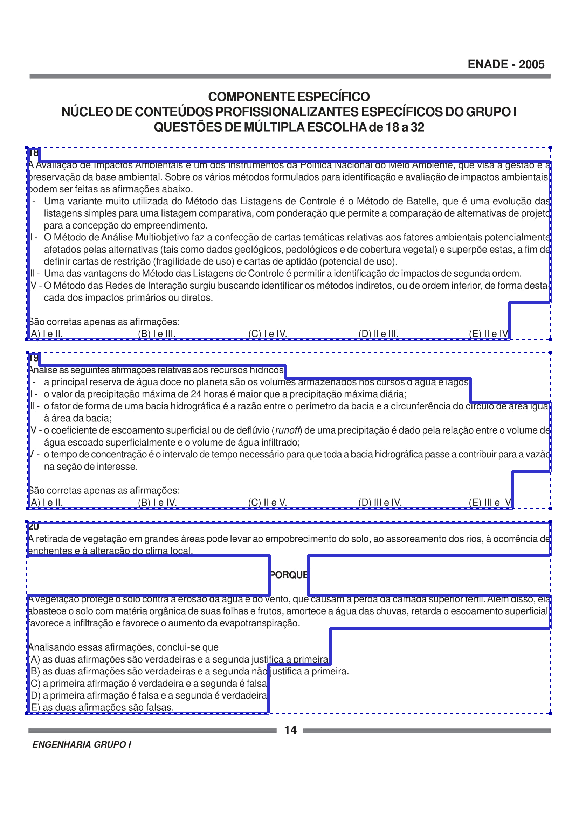 ENADE - 2005
COMPONENTE ESPECÍFICO
NÚCLEO DE CONTEÚDOS PROFISSIONALIZANTES ESPECÍFICOS DO GRUPO I
QUESTÕES DE MÚLTIPLA ESCOLHA de 18 a 32
18
A Avaliação de Impactos Ambientais é um dos instrumentos da Política Nacional do Meio Ambiente, que visa à gestão e à
preservação da base ambiental. Sobre os vários métodos formulados para identificação e avaliação de impactos ambientais
podem ser feitas as afirmações abaixo.
I - Uma variante muito utilizada do Método das Listagens de Controle é o Método de Batelle, que é uma evolução das
listagens simples para uma listagem comparativa, com ponderação que permite a comparação de alternativas de projeto
para a concepção do empreendimento.
II - O Método de Análise Multiobjetivo faz a confecção de cartas temáticas relativas aos fatores ambientais potencialmente
afetados pelas alternativas (tais como dados geológicos, pedológicos e de cobertura vegetal) e superpõe estas, a fim de
definir cartas de restrição (fragilidade de uso) e cartas de aptidão (potencial de uso).
III - Uma das vantagens do Método das Listagens de Controle é permitir a identificação de impactos de segunda ordem.
IV - O Método das Redes de Interação surgiu buscando identificar os métodos indiretos, ou de ordem inferior, de forma destacada
cada dos impactos primários ou diretos.
São corretas apenas as afirmações:
(A) I e II. (B) I e III. (C) I e IV. (D) II e III. (E) II e IV.
19
Analise as seguintes afirmações relativas aos recursos hídricos:
I - a principal reserva de água doce no planeta são os volumes armazenados nos cursos d'água e lagos;
II - o valor da precipitação máxima de 24 horas é maior que a precipitação máxima diária;
III - o fator de forma de uma bacia hidrográfica é a razão entre o perímetro da bacia e a circunferência do círculo de área igual
à área da bacia;
IV - o coeficiente de escoamento superficial ou de deflúvio (runoff) de uma precipitação é dado pela relação entre o volume de
água escoado superficialmente e o volume de água infiltrado;
V - o tempo de concentração é o intervalo de tempo necessário para que toda a bacia hidrográfica passe a contribuir para a vazão
na seção de interesse.
São corretas apenas as afirmações:
(A) I e II. (B) I e IV. (C) II e V. (D) III e IV. (E) III e V.
20
A retirada de vegetação em grandes áreas pode levar ao empobrecimento do solo, ao assoreamento dos rios, à ocorrência de
enchentes e à alteração do clima local.
PORQUE
A vegetação protege o solo contra a erosão da água e do vento, que causam a perda da camada superior fértil. Além disso, ela
abastece o solo com matéria orgânica de suas folhas e frutos, amortece a água das chuvas, retarda o escoamento superficial,
favorece a infiltração e favorece o aumento da evapotranspiração.
Analisando essas afirmações, conclui-se que
(A) as duas afirmações são verdadeiras e a segunda justifica a primeira.
(B) as duas afirmações são verdadeiras e a segunda não justifica a primeira.
(C) a primeira afirmação é verdadeira e a segunda é falsa.
(D) a primeira afirmação é falsa e a segunda é verdadeira.
(E) as duas afirmações são falsas.
14
ENGENHARIA GRUPO I